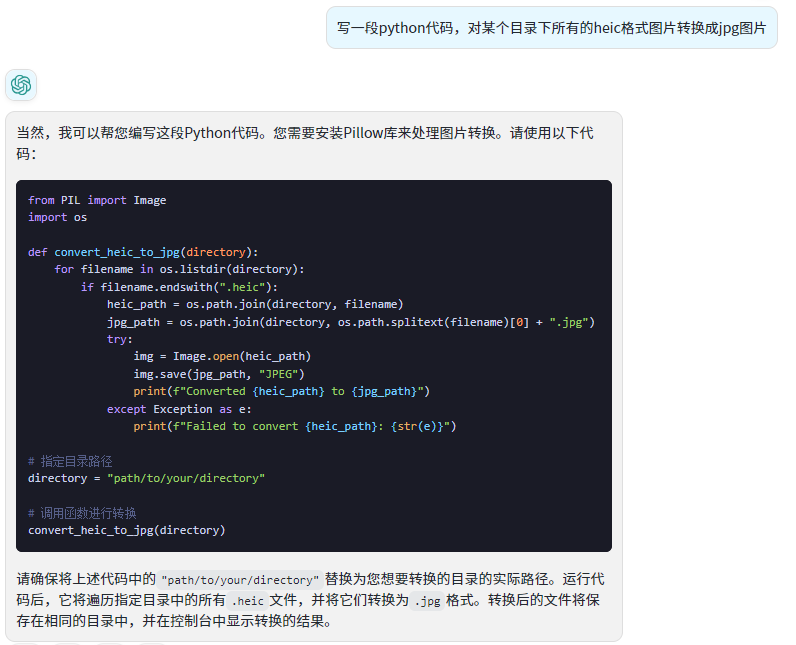 写一段python代码，对某个目录下所有的heic格式图片转换成jpg图片
当然，我可以帮您编写这段Python代码。您需要安装Pillow库来处理图片转换。请使用以下代
码：
from PIL import Image
import os
def convert_heic_to_jpg(directory):
    for filename in os.listdir(directory):
        if filename.endswith(".heic"):
            heic_path = os.path.join(directory, filename)
            jpg_path = os.path.join(directory, os.path.splitext(filename)[0] + ".jpg")
            try:
                img = Image.open(heic_path)
                img.save(jpg_path, "JPEG")
                print(f"Converted {heic_path} to {jpg_path}")
            except Exception as e:
                print(f"Failed to convert {heic_path}: {str(e)}")
# 指定目录路径
directory = "path/to/your/directory"
# 调用函数进行转换
convert_heic_to_jpg(directory)
请确保将上述代码中的 "path/to/your/directory" 替换为您想要转换的目录的实际路径。运行代
码后，它将遍历指定目录中的所有 .heic 文件，并将它们转换为 .jpg 格式。转换后的文件将保
存在相同的目录中，并在控制台中显示转换的结果。